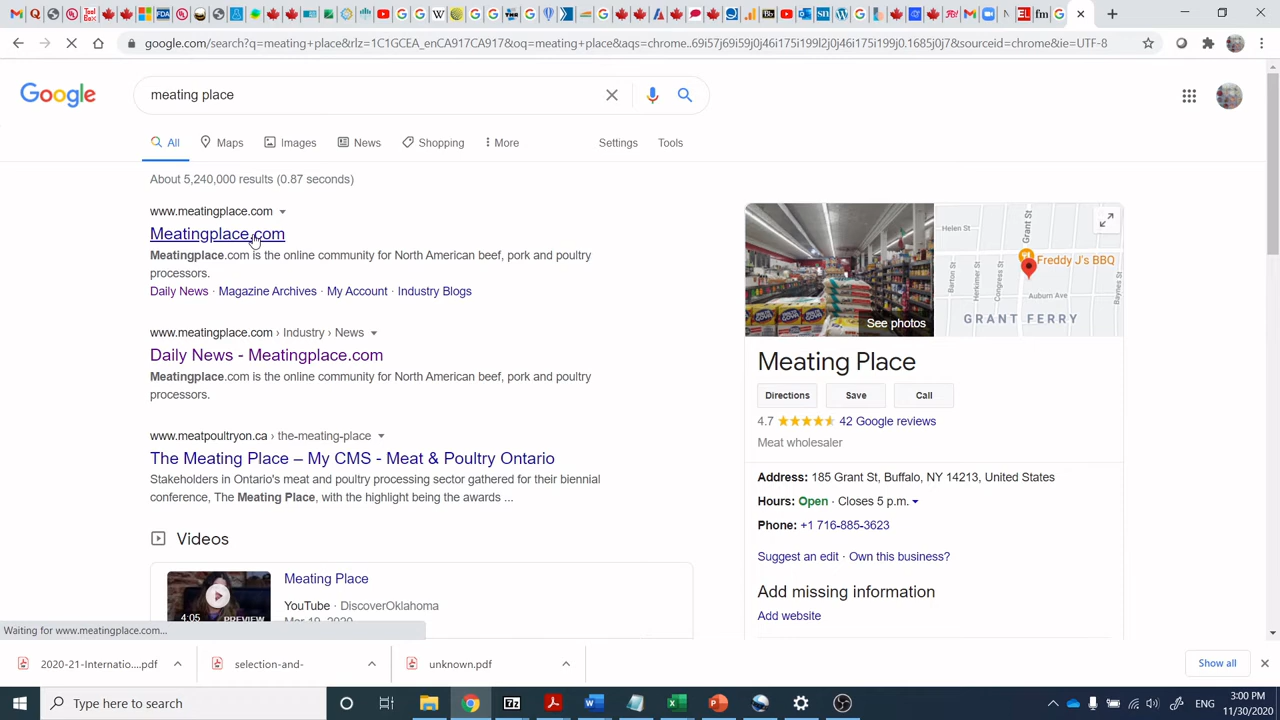 google.com/search?q=meating+place&rlz=1C1GCEA_enCA917CA917&oq=meating+place&aqs=chrome..69i57j69i59j0j46i175i199l2j0j46i175i199j0.1685j0j7&sourceid=chrome&ie=UTF-8
Google
meating place
All
Maps
Images
News
Shopping
More
Settings
Tools
About 5,240,000 results (0.87 seconds)
www.meatingplace.com
Meatingplace.com
Meatingplace.com is the online community for North American beef, pork and poultry
processors.
Daily News · Magazine Archives · My Account · Industry Blogs
www.meatingplace.com › Industry › News
Daily News - Meatingplace.com
Meatingplace.com is the online community for North American beef, pork and poultry
processors.
www.meatpoultryon.ca › the-meating-place
The Meating Place – My CMS - Meat & Poultry Ontario
Stakeholders in Ontario's meat and poultry processing sector gathered for their biennial
conference, The Meating Place, with the highlight being the awards ...
Videos
4:05
PREVIEW
Meating Place
YouTube · DiscoverOklahoma
Mar 19, 2020
See photos
Helen St
Grant St
Freddy J's BBQ
Barton St
Herkimer St
Congress St
Auburn Ave
Baynes St
GRANT FERRY
Meating Place
Directions
Save
Call
4.7
42 Google reviews
Meat wholesaler
Address: 185 Grant St, Buffalo, NY 14213, United States
Hours: Open · Closes 5 p.m.
Phone: +1 716-885-3623
Suggest an edit · Own this business?
Add missing information
Add website
Waiting for www.meatingplace.com...
2020-21-Internatio....pdf
selection-and-
unknown.pdf
Show all
Type here to search
ENG
3:00 PM
11/30/2020